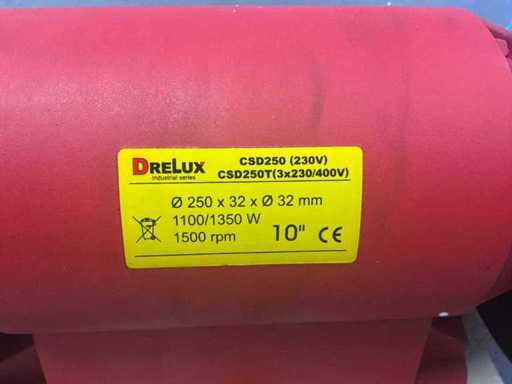 DRELUX
Industrial series
CSD250 (230V)
CSD250T(3x230/400V)
Ø 250 x 32 x Ø 32 mm
1100/1350 W
1500 rpm
10"
CE